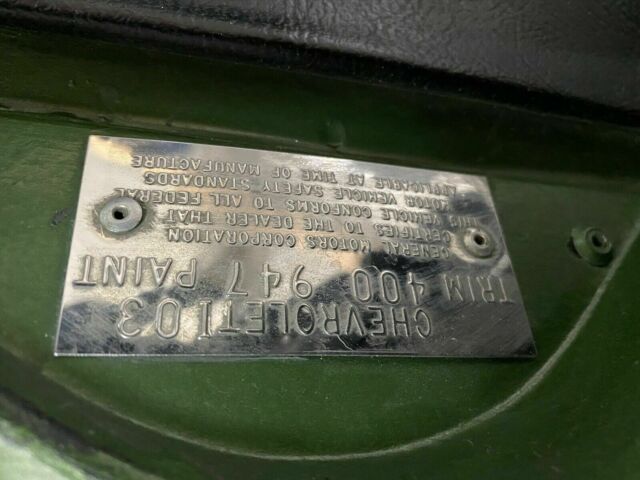 CHEVROLET103
TRIM 400 947 PAINT
GENERAL MOTORS CORPORATION
CERTIFIES TO THE DEALER THAT
THIS VEHICLE CONFORMS TO ALL FEDERAL
MOTOR VEHICLE SAFETY STANDARDS
APPLICABLE AT TIME OF MANUFACTURE